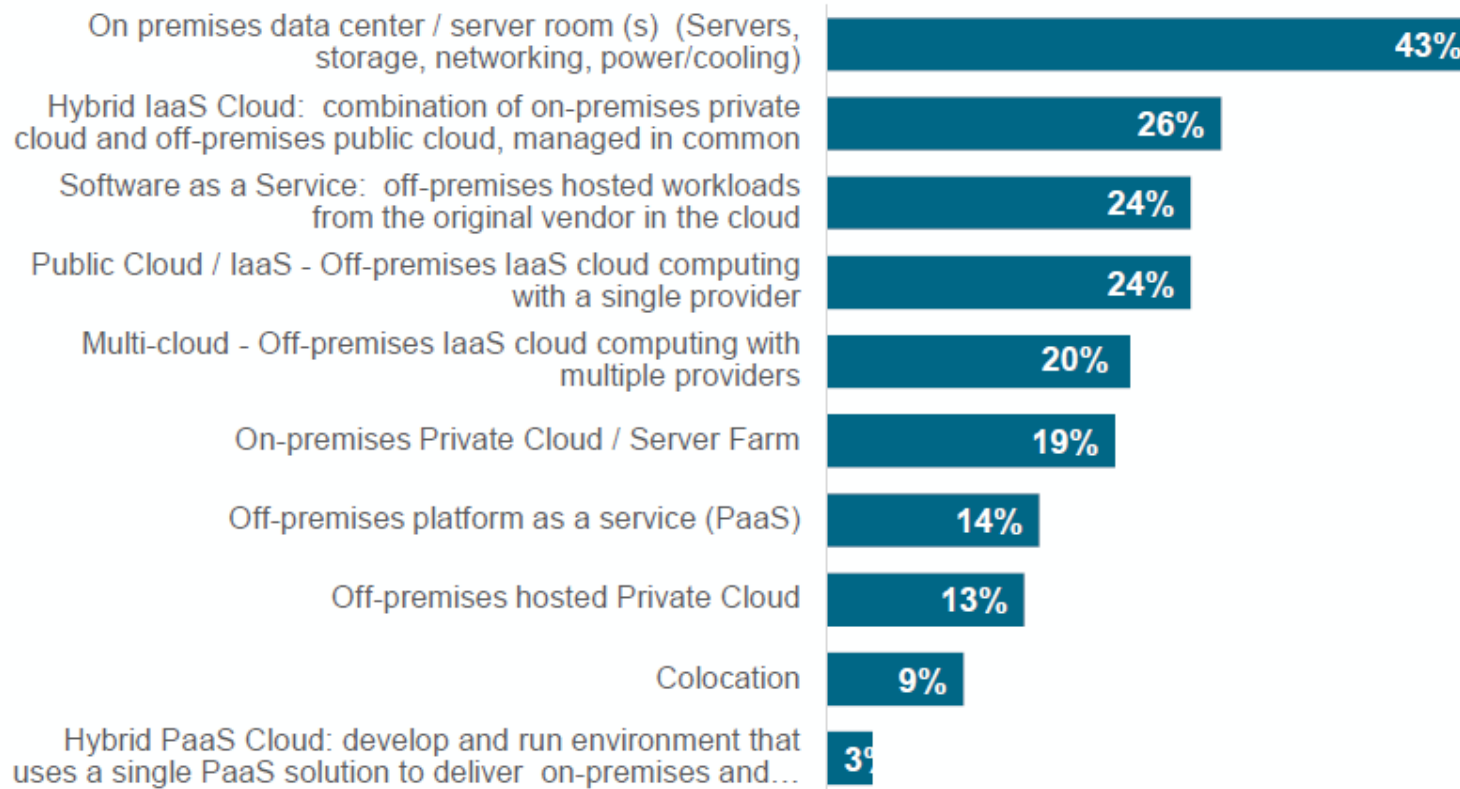 On premises data center / server room (s)  (Servers,
storage, networking, power/cooling)
43%
Hybrid IaaS Cloud:  combination of on-premises private
cloud and off-premises public cloud, managed in common
26%
Software as a Service:  off-premises hosted workloads
from the original vendor in the cloud
24%
Public Cloud / IaaS - Off-premises IaaS cloud computing
with a single provider
24%
Multi-cloud - Off-premises IaaS cloud computing with
multiple providers
20%
On-premises Private Cloud / Server Farm
19%
Off-premises platform as a service (PaaS)
14%
Off-premises hosted Private Cloud
13%
Colocation
9%
Hybrid PaaS Cloud: develop and run environment that
uses a single PaaS solution to deliver  on-premises and…
3%